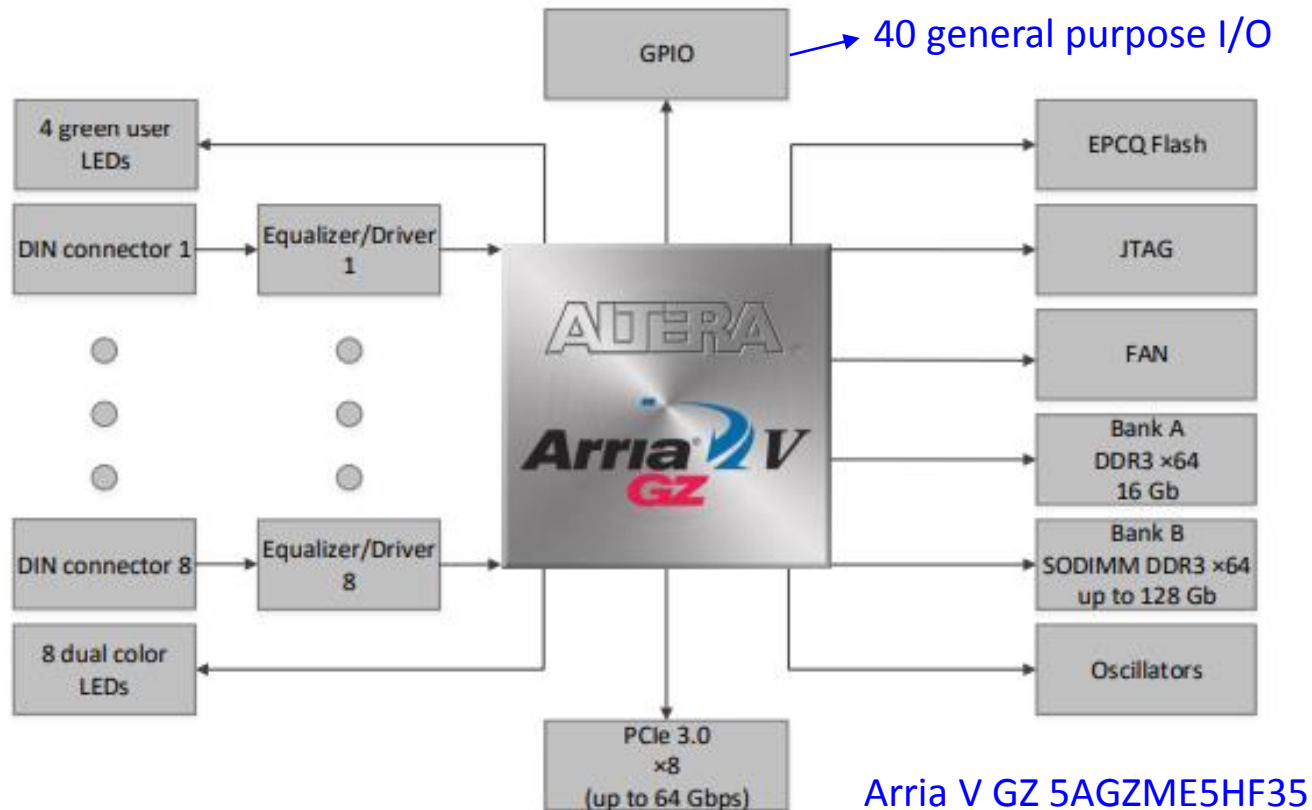 GPIO
40 general purpose I/O
4 green user
LEDs
EPCQ Flash
DIN connector 1
Equalizer/Driver
1
JTAG
ALTERA
Arria V
GZ
FAN
Bank A
DDR3 ×64
16 Gb
DIN connector 8
Equalizer/Driver
8
Bank B
SODIMM DDR3 ×64
up to 128 Gb
8 dual color
LEDs
Oscillators
PCIe 3.0
×8
(up to 64 Gbps)
Arria V GZ 5AGZME5HF35